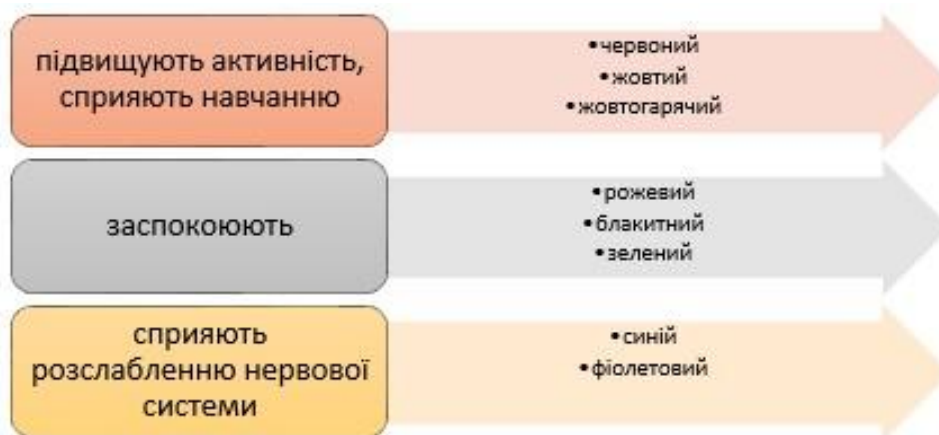 підвищують активність,
сприяють навчанню
•червоний
•жовтий
•жовтогарячий
заспокоюють
•рожевий
•блакитний
•зелений
сприяють
розслабленню нервової
системи
•синій
•фіолетовий